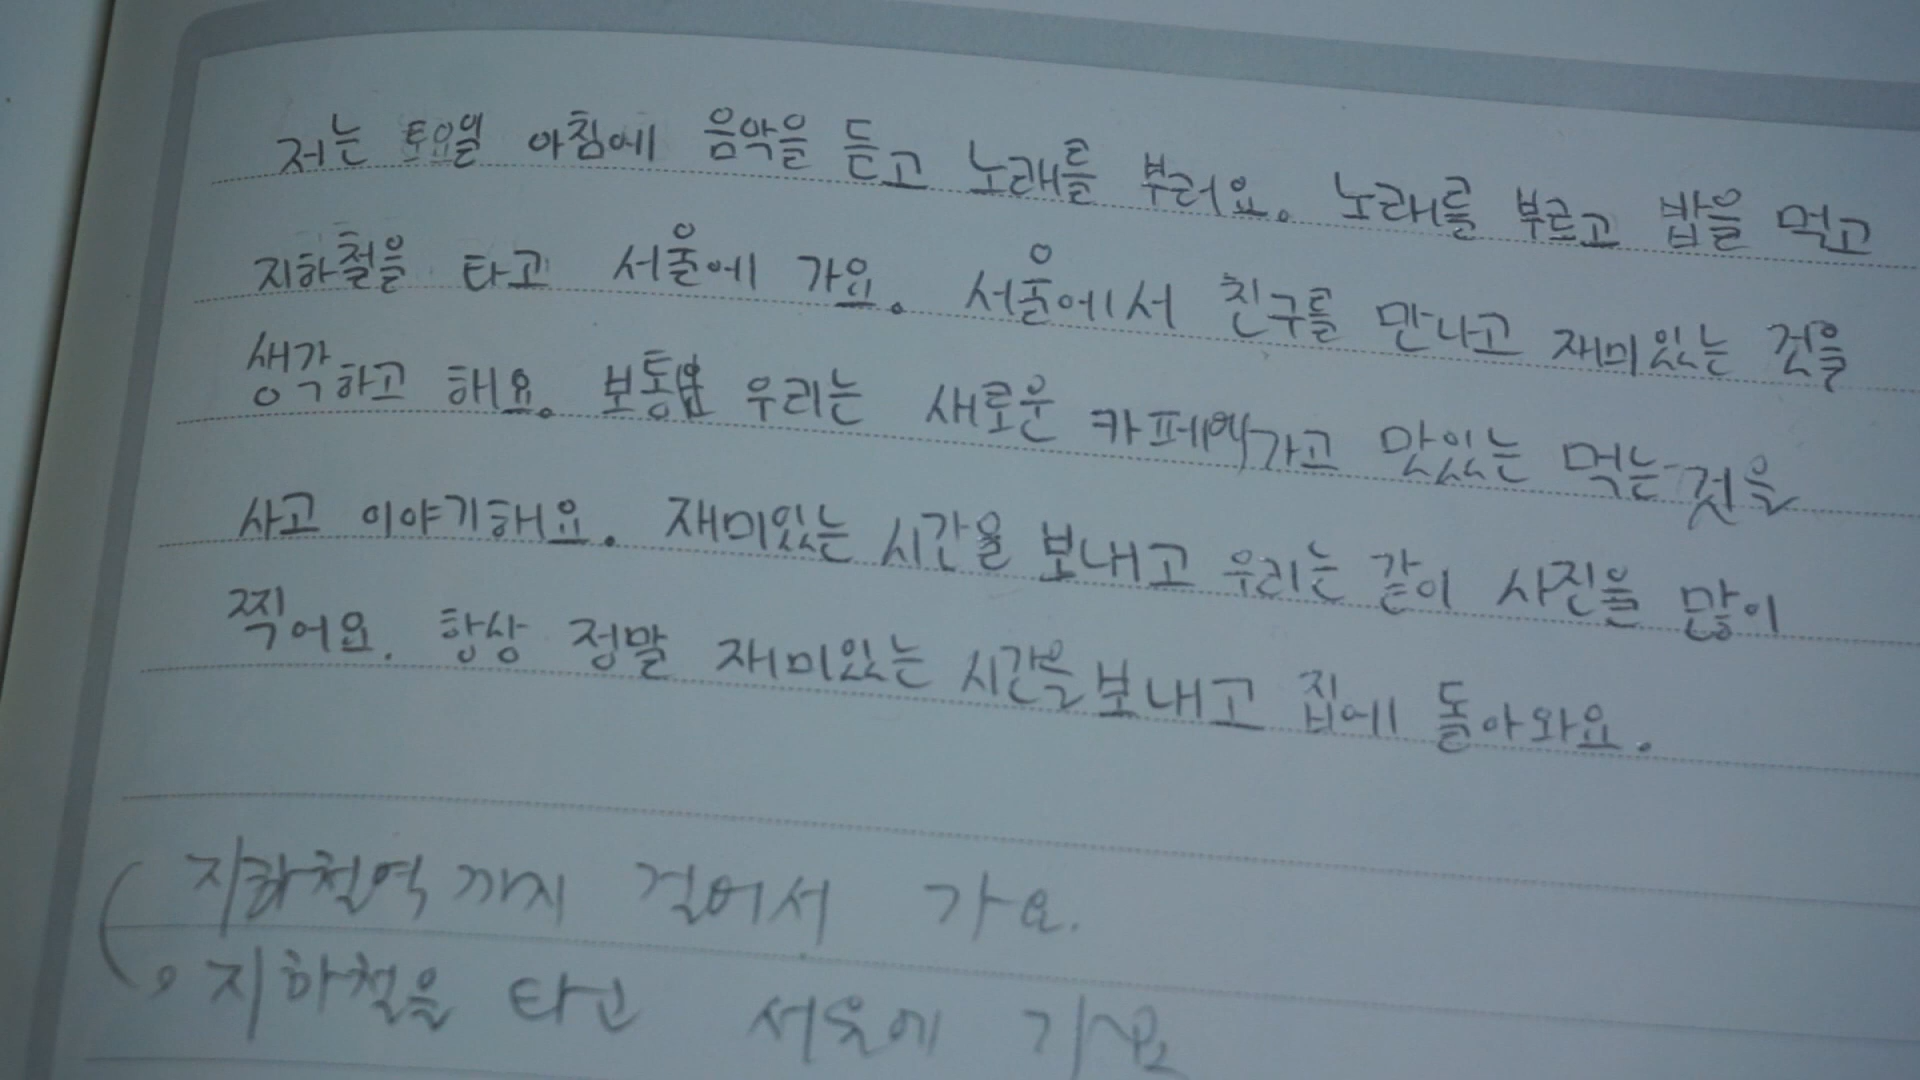 저는 토요일 아침에 음악을 듣고 노래를 부러요. 노래를 부르고 밥을 먹고
지하철을 타고 서울에 가요. 서울에서 친구를 만나고 재미있는 건을
생각하고 해요. 보통 우리는 새로운 카페에 가고 맛있는 먹는 것을
사고 이야기해요. 재미있는 시간을 보내고 우리는 같이 사진을 많이
찍어요. 항상 정말 재미있는 시간을 보내고 집에 돌아와요.
지하철역까지 걸어서 가요.
지하철을 타고 서울에 가요